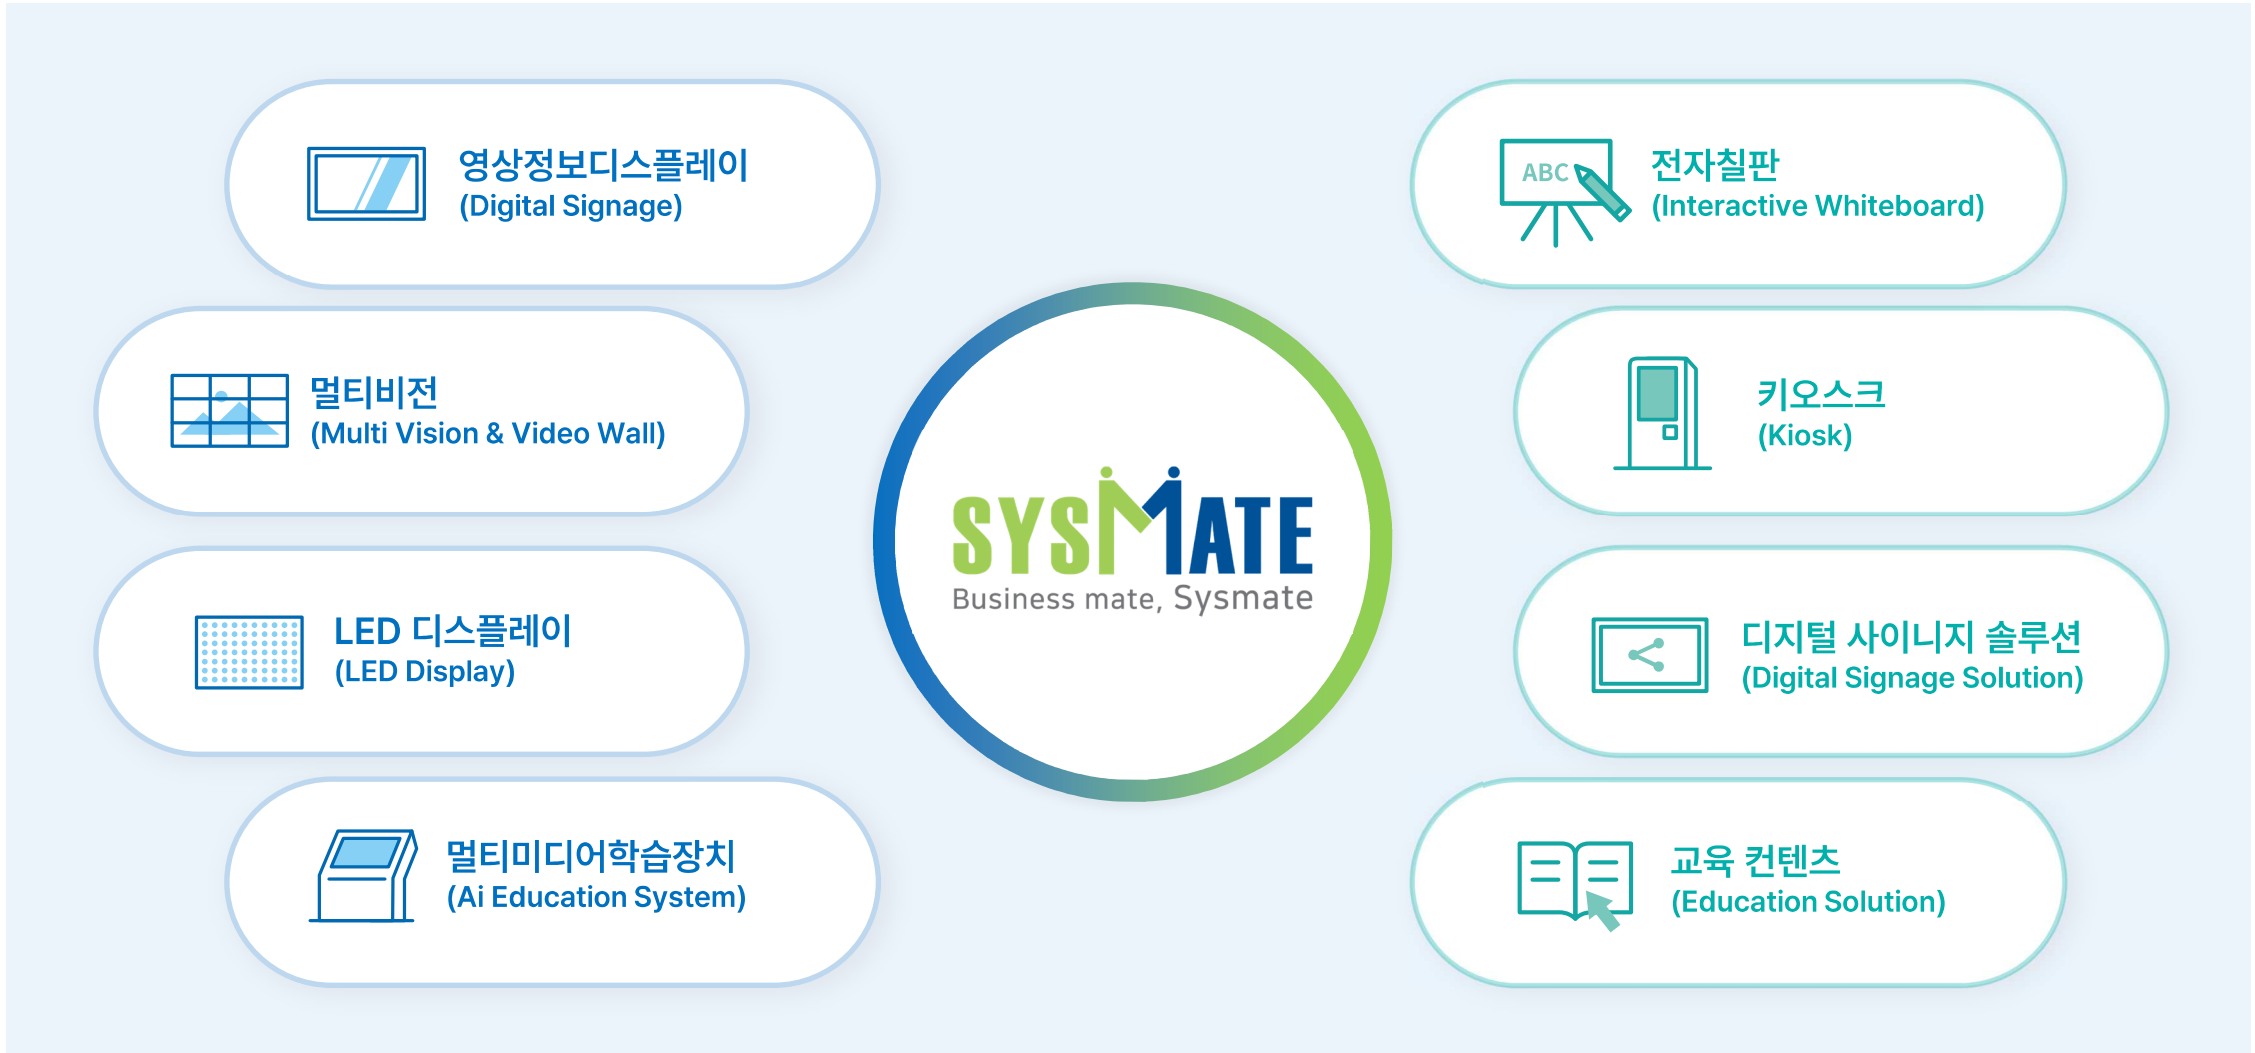 영상정보디스플레이
(Digital Signage)
멀티비전
(Multi Vision & Video Wall)
LED 디스플레이
(LED Display)
멀티미디어학습장치
(Ai Education System)
SYSMATE
Business mate, Sysmate
ABC
전자칠판
(Interactive Whiteboard)
키오스크
(Kiosk)
디지털 사이니지 솔루션
(Digital Signage Solution)
교육 컨텐츠
(Education Solution)